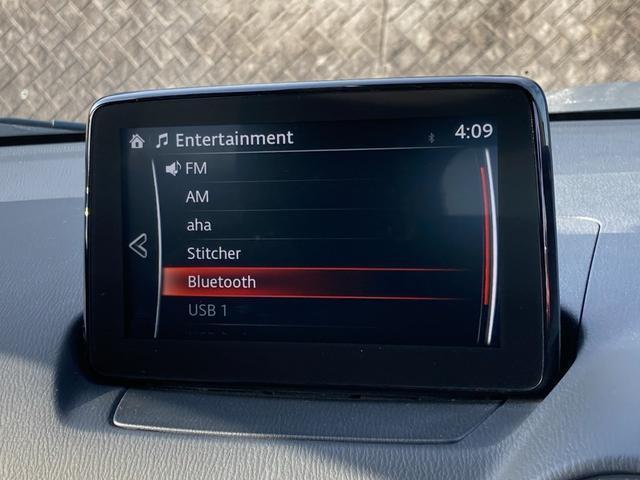 Entertainment 4:09
FM
AM
aha
Stitcher
Bluetooth
USB 1